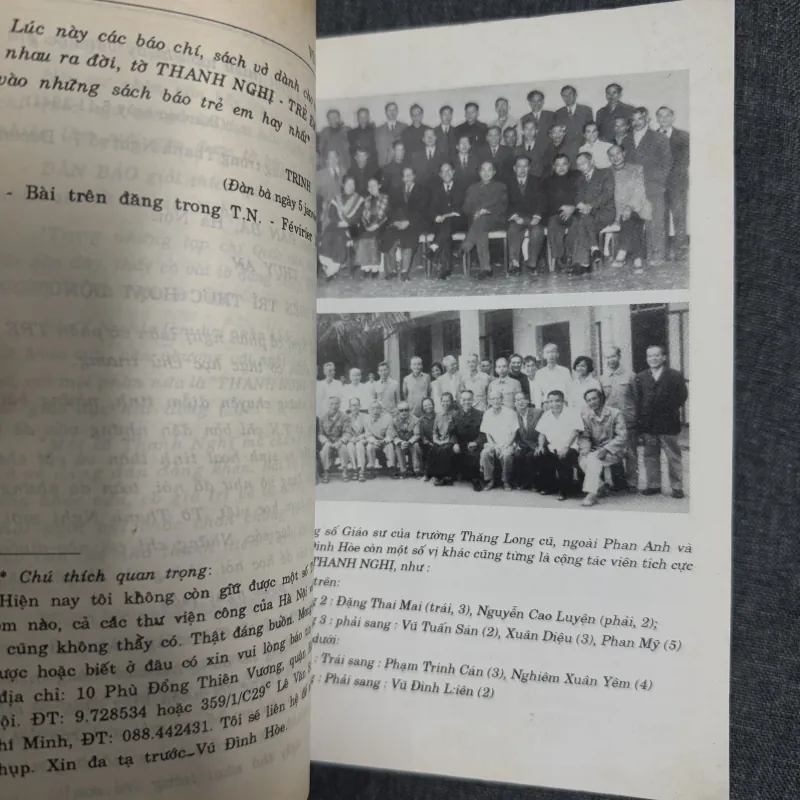 Lúc này các báo chí, sách vở dành cho
nhau ra đời, tờ THANH NGHỊ - TRẺ
vào những sách báo trẻ em hay nhất"
TRINH
(Đàn bà ngày 5
- Bài trên đăng trong T.N. - Févirier
* Chú thích quan trọng:
Hiện nay tôi không còn giữ được một số
nào, cả các thư viện công của Hà Nội
cũng không thấy có. Thật đáng buồn.
được hoặc biết ở đâu có xin vui lòng báo
địa chỉ: 10 Phù Đổng Thiên Vương, quận
ĐT: 9.728534 hoặc 359/1/C29c Lê Văn
Minh, ĐT: 088.442431. Tôi sẽ liên hệ
chụp. Xin đa tạ trước_Vũ Đình Hòe.
số Giáo sư của trường Thăng Long cũ, ngoài Phan Anh và
Đình Hòe còn một số vị khác cũng từng là cộng tác viên tích cực
THANH NGHỊ, như :
trên:
2 : Đặng Thai Mai (trái, 3), Nguyễn Cao Luyện (phải, 2);
3 : phải sang : Vũ Tuấn Sán (2), Xuân Diệu (3), Phan Mỹ (5)
dưới:
: Trái sang : Phạm Trinh Cán (3), Nghiêm Xuân Yêm (4)
: Phải sang : Vũ Đình L:iên (2)